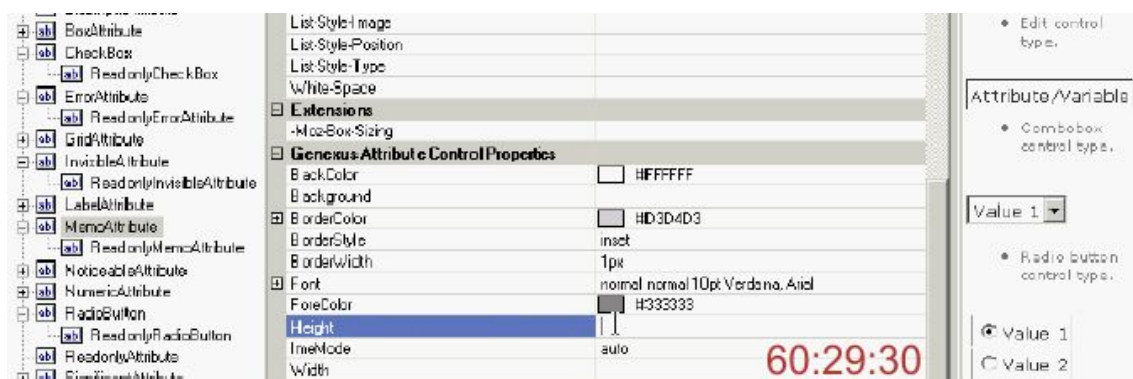 BoxAttribute
CheckBox
ReadonlyCheckBox
ErrorAttribute
ReadonlyErrorAttribute
GridAttribute
InvisibleAttribute
ReadonlyInvisibleAttribute
LabelAttribute
MemoAttribute
ReadonlyMemoAttribute
NoticeableAttribute
NumericAttribute
RadioButton
ReadonlyRadioButton
ReadonlyAttribute
List-Style-Image
List-Style-Position
List-Style-Type
White-Space
Extensions
-Moz-Box-Sizing
Genexus Attribute Control Properties
BackColor #FFFFFF
Background
BorderColor #D3D4D3
BorderStyle inset
BorderWidth 1px
Font normal normal 10pt Verdana, Arial
ForeColor #333333
Height
ImeMode auto
Width
60:29:30
Edit control
type.
Attribute/Variable
Combobox
control type.
Value 1
Radio button
control type.
Value 1
Value 2